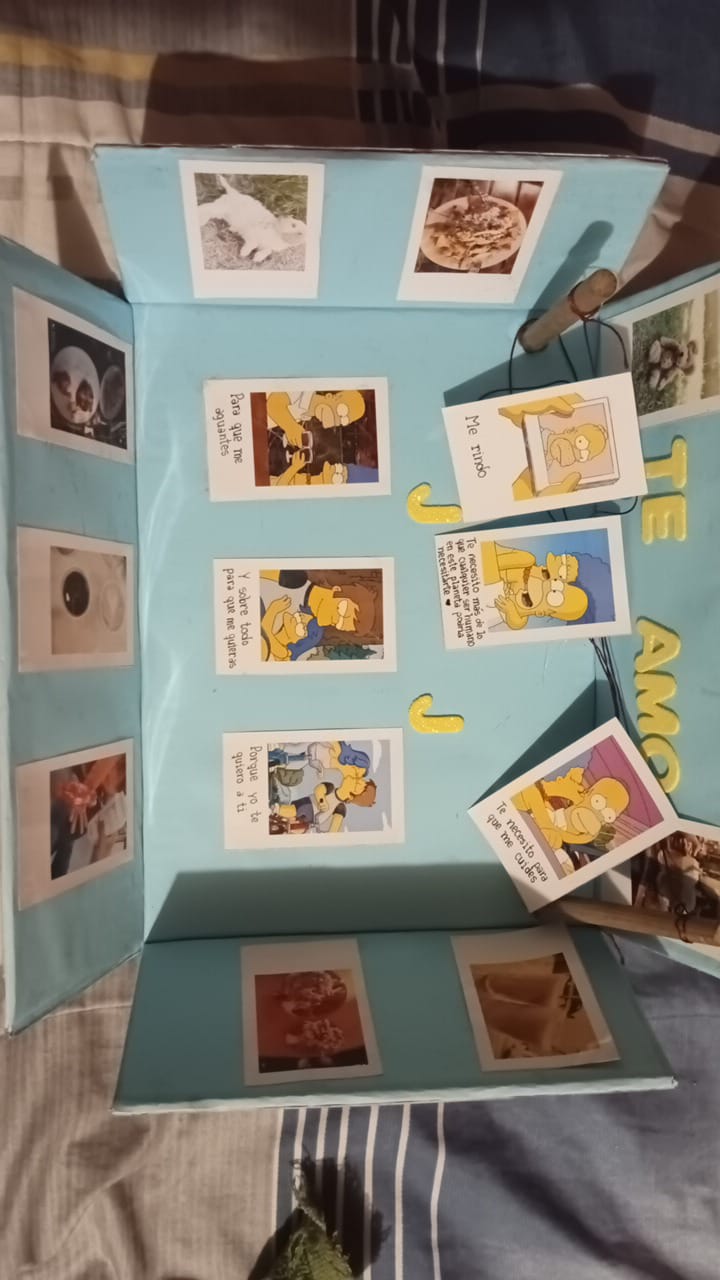 TE AMO
Me rindo
Te necesito más de lo
que cualquier ser humano
en este planeta podría
necesitarte ♥
Te necesito para
que me cuides
J J
Para que me
aguantes
Y sobre todo
para que me quieras
Porque yo te
quiero a ti